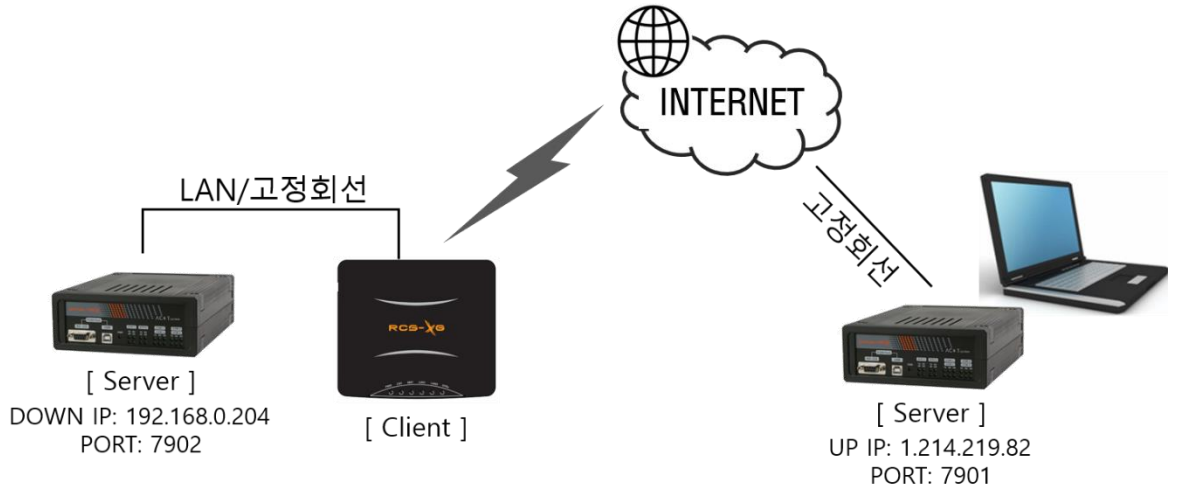 INTERNET
LAN/고정회선
고정회선
RCS-XG
[ Server ]
DOWN IP: 192.168.0.204
PORT: 7902
[ Client ]
[ Server ]
UP IP: 1.214.219.82
PORT: 7901